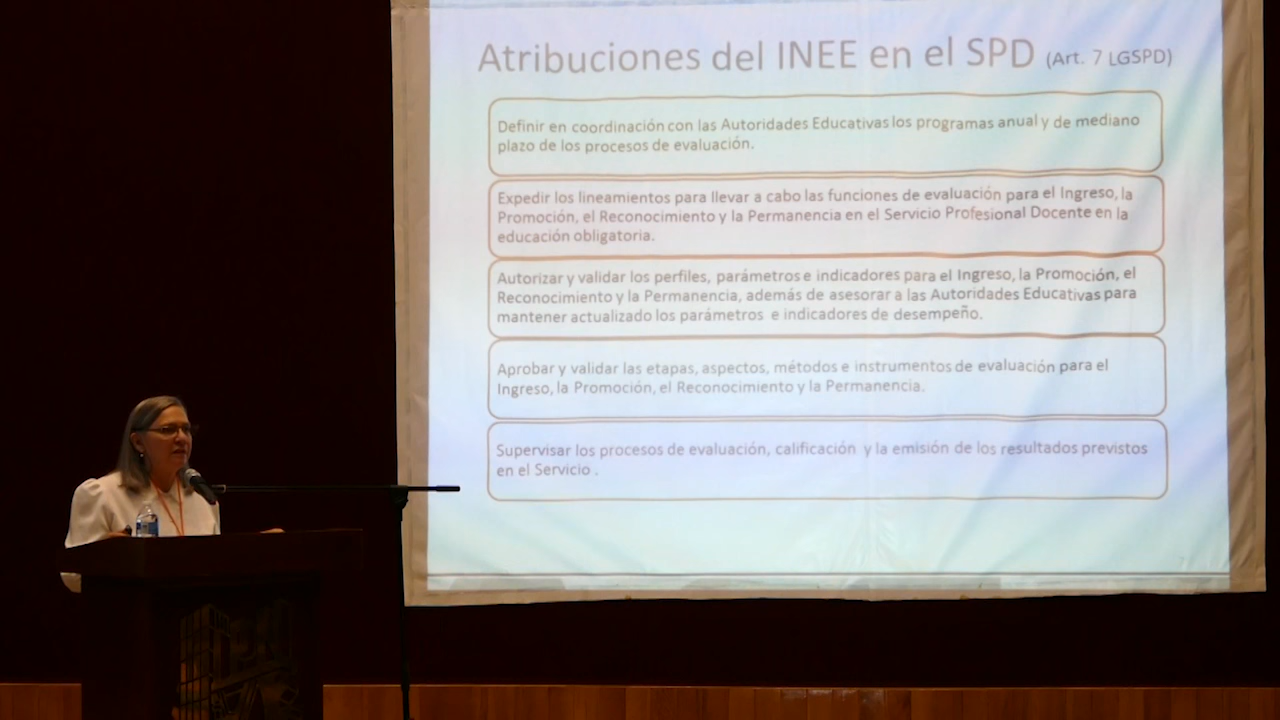 Atribuciones del INEE en el SPD (Art. 7 LGSPD)
Definir en coordinación con las Autoridades Educativas los programas anual y de mediano
plazo de los procesos de evaluación.
Expedir los lineamientos para llevar a cabo las funciones de evaluación para el Ingreso, la
Promoción, el Reconocimiento y la Permanencia en el Servicio Profesional Docente en la
educación obligatoria.
Autorizar y validar los perfiles, parámetros e indicadores para el Ingreso, la Promoción, el
Reconocimiento y la Permanencia, además de asesorar a las Autoridades Educativas para
mantener actualizado los parámetros e indicadores de desempeño.
Aprobar y validar las etapas, aspectos, métodos e instrumentos de evaluación para el
Ingreso, la Promoción, el Reconocimiento y la Permanencia.
Supervisar los procesos de evaluación, calificación y la emisión de los resultados previstos
en el Servicio .